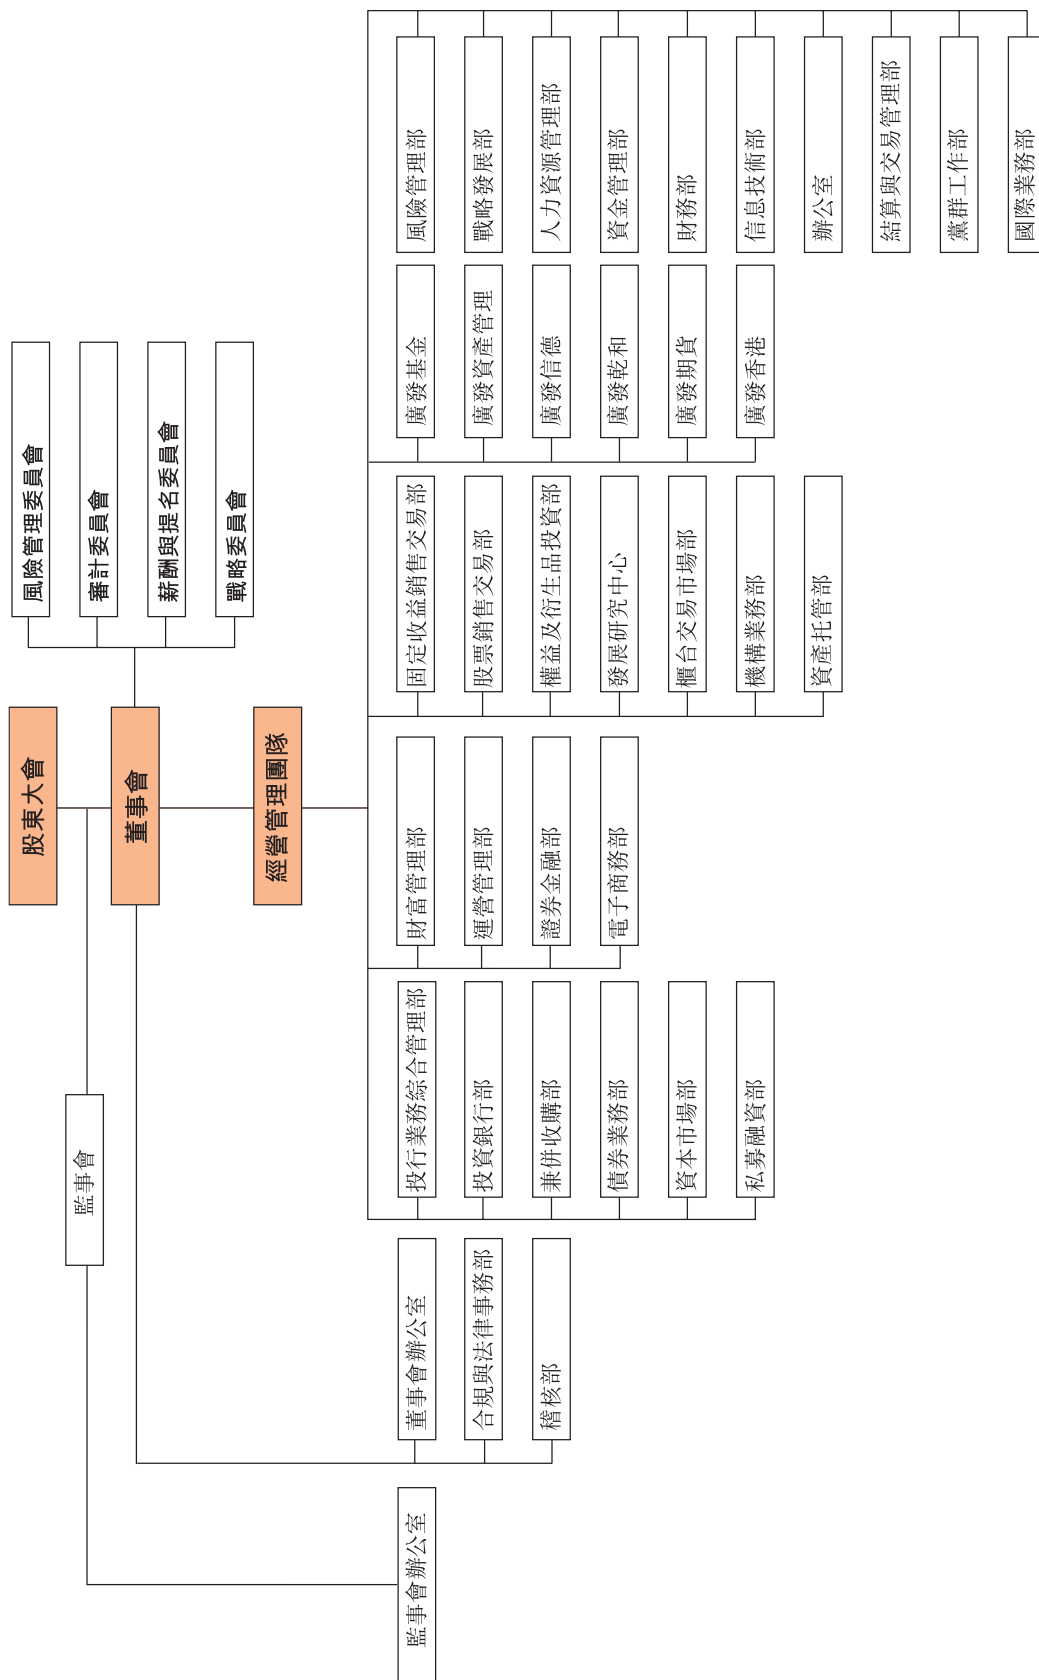 股東大會
監事會
董事會
風險管理委員會
審計委員會
薪酬與提名委員會
戰略委員會
經營管理團隊
監事會辦公室
董事會辦公室
合規與法律事務部
稽核部
投行業務綜合管理部
投資銀行部
兼併收購部
債券業務部
資本市場部
私募融資部
財富管理部
運營管理部
證券金融部
電子商務部
固定收益銷售交易部
股票銷售交易部
權益及衍生品投資部
發展研究中心
櫃台交易市場部
機構業務部
資產托管部
廣發基金
廣發資產管理
廣發信德
廣發乾和
廣發期貨
廣發香港
風險管理部
戰略發展部
人力資源管理部
資金管理部
財務部
信息技術部
辦公室
結算與交易管理部
黨群工作部
國際業務部